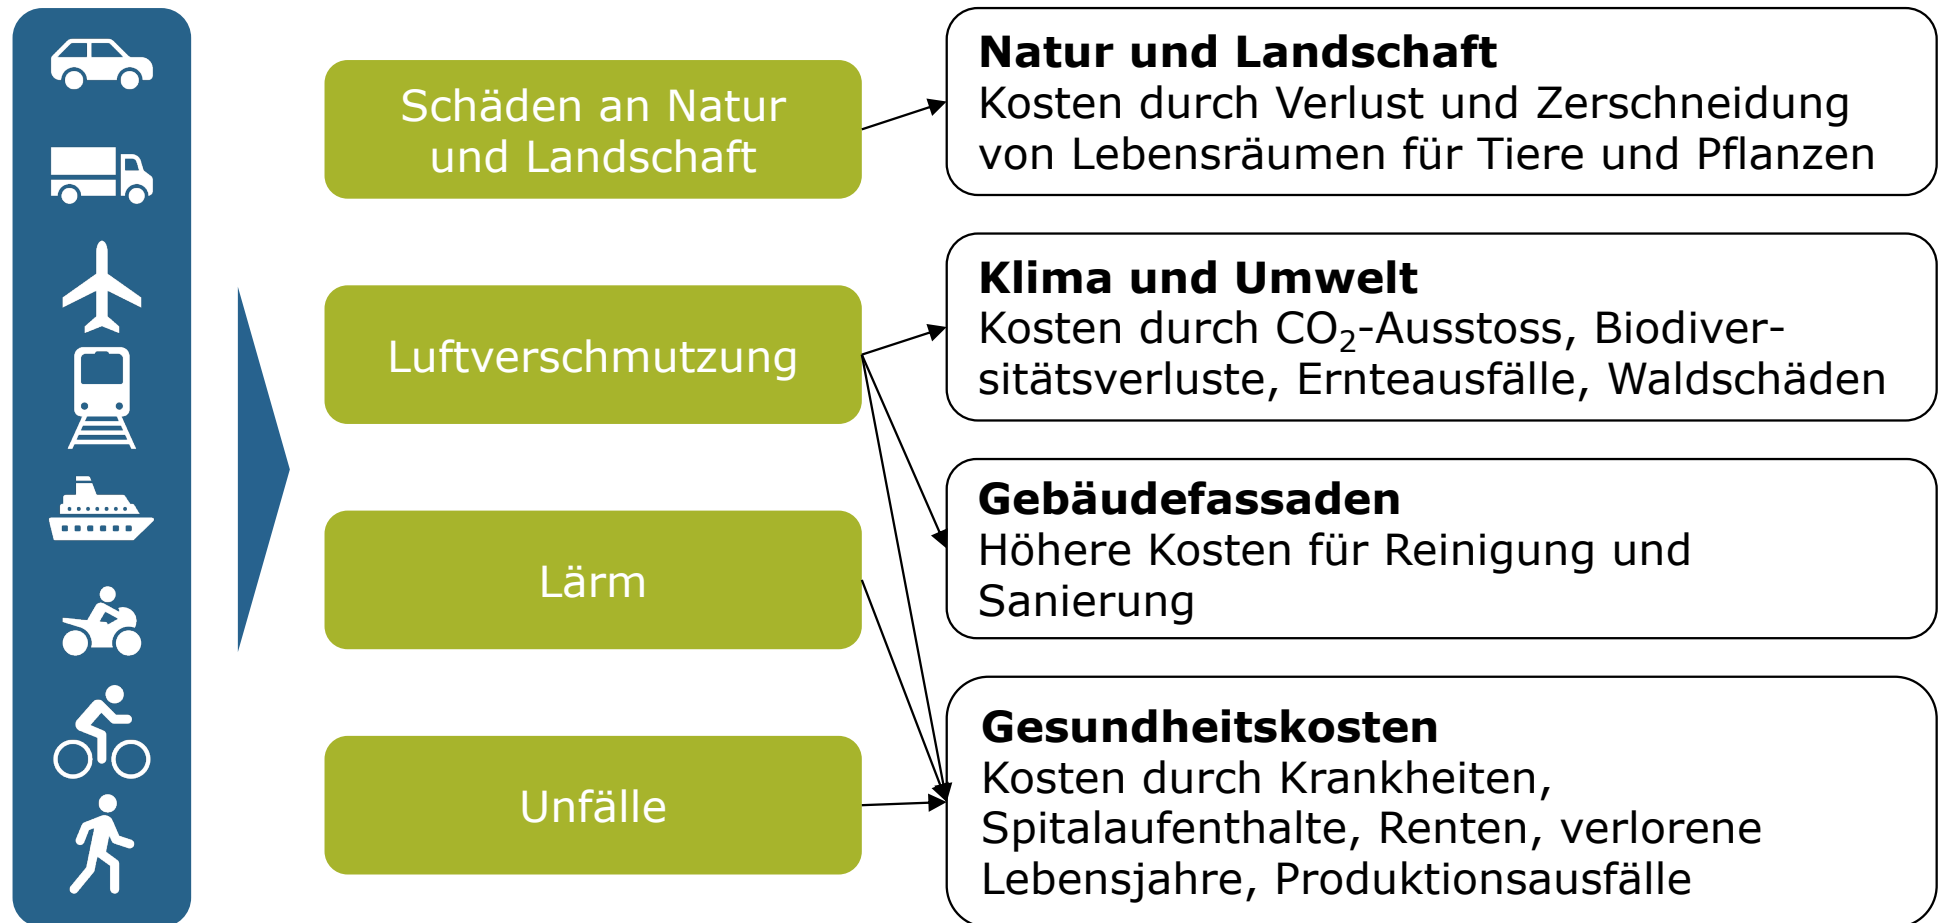 Schäden an Natur
und Landschaft
Luftverschmutzung
Lärm
Unfälle
Natur und Landschaft
Kosten durch Verlust und Zerschneidung
von Lebensräumen für Tiere und Pflanzen
Klima und Umwelt
Kosten durch CO₂-Ausstoss, Biodiver-
sitätsverluste, Ernteausfälle, Waldschäden
Gebäudefassaden
Höhere Kosten für Reinigung und
Sanierung
Gesundheitskosten
Kosten durch Krankheiten,
Spitalaufenthalte, Renten, verlorene
Lebensjahre, Produktionsausfälle